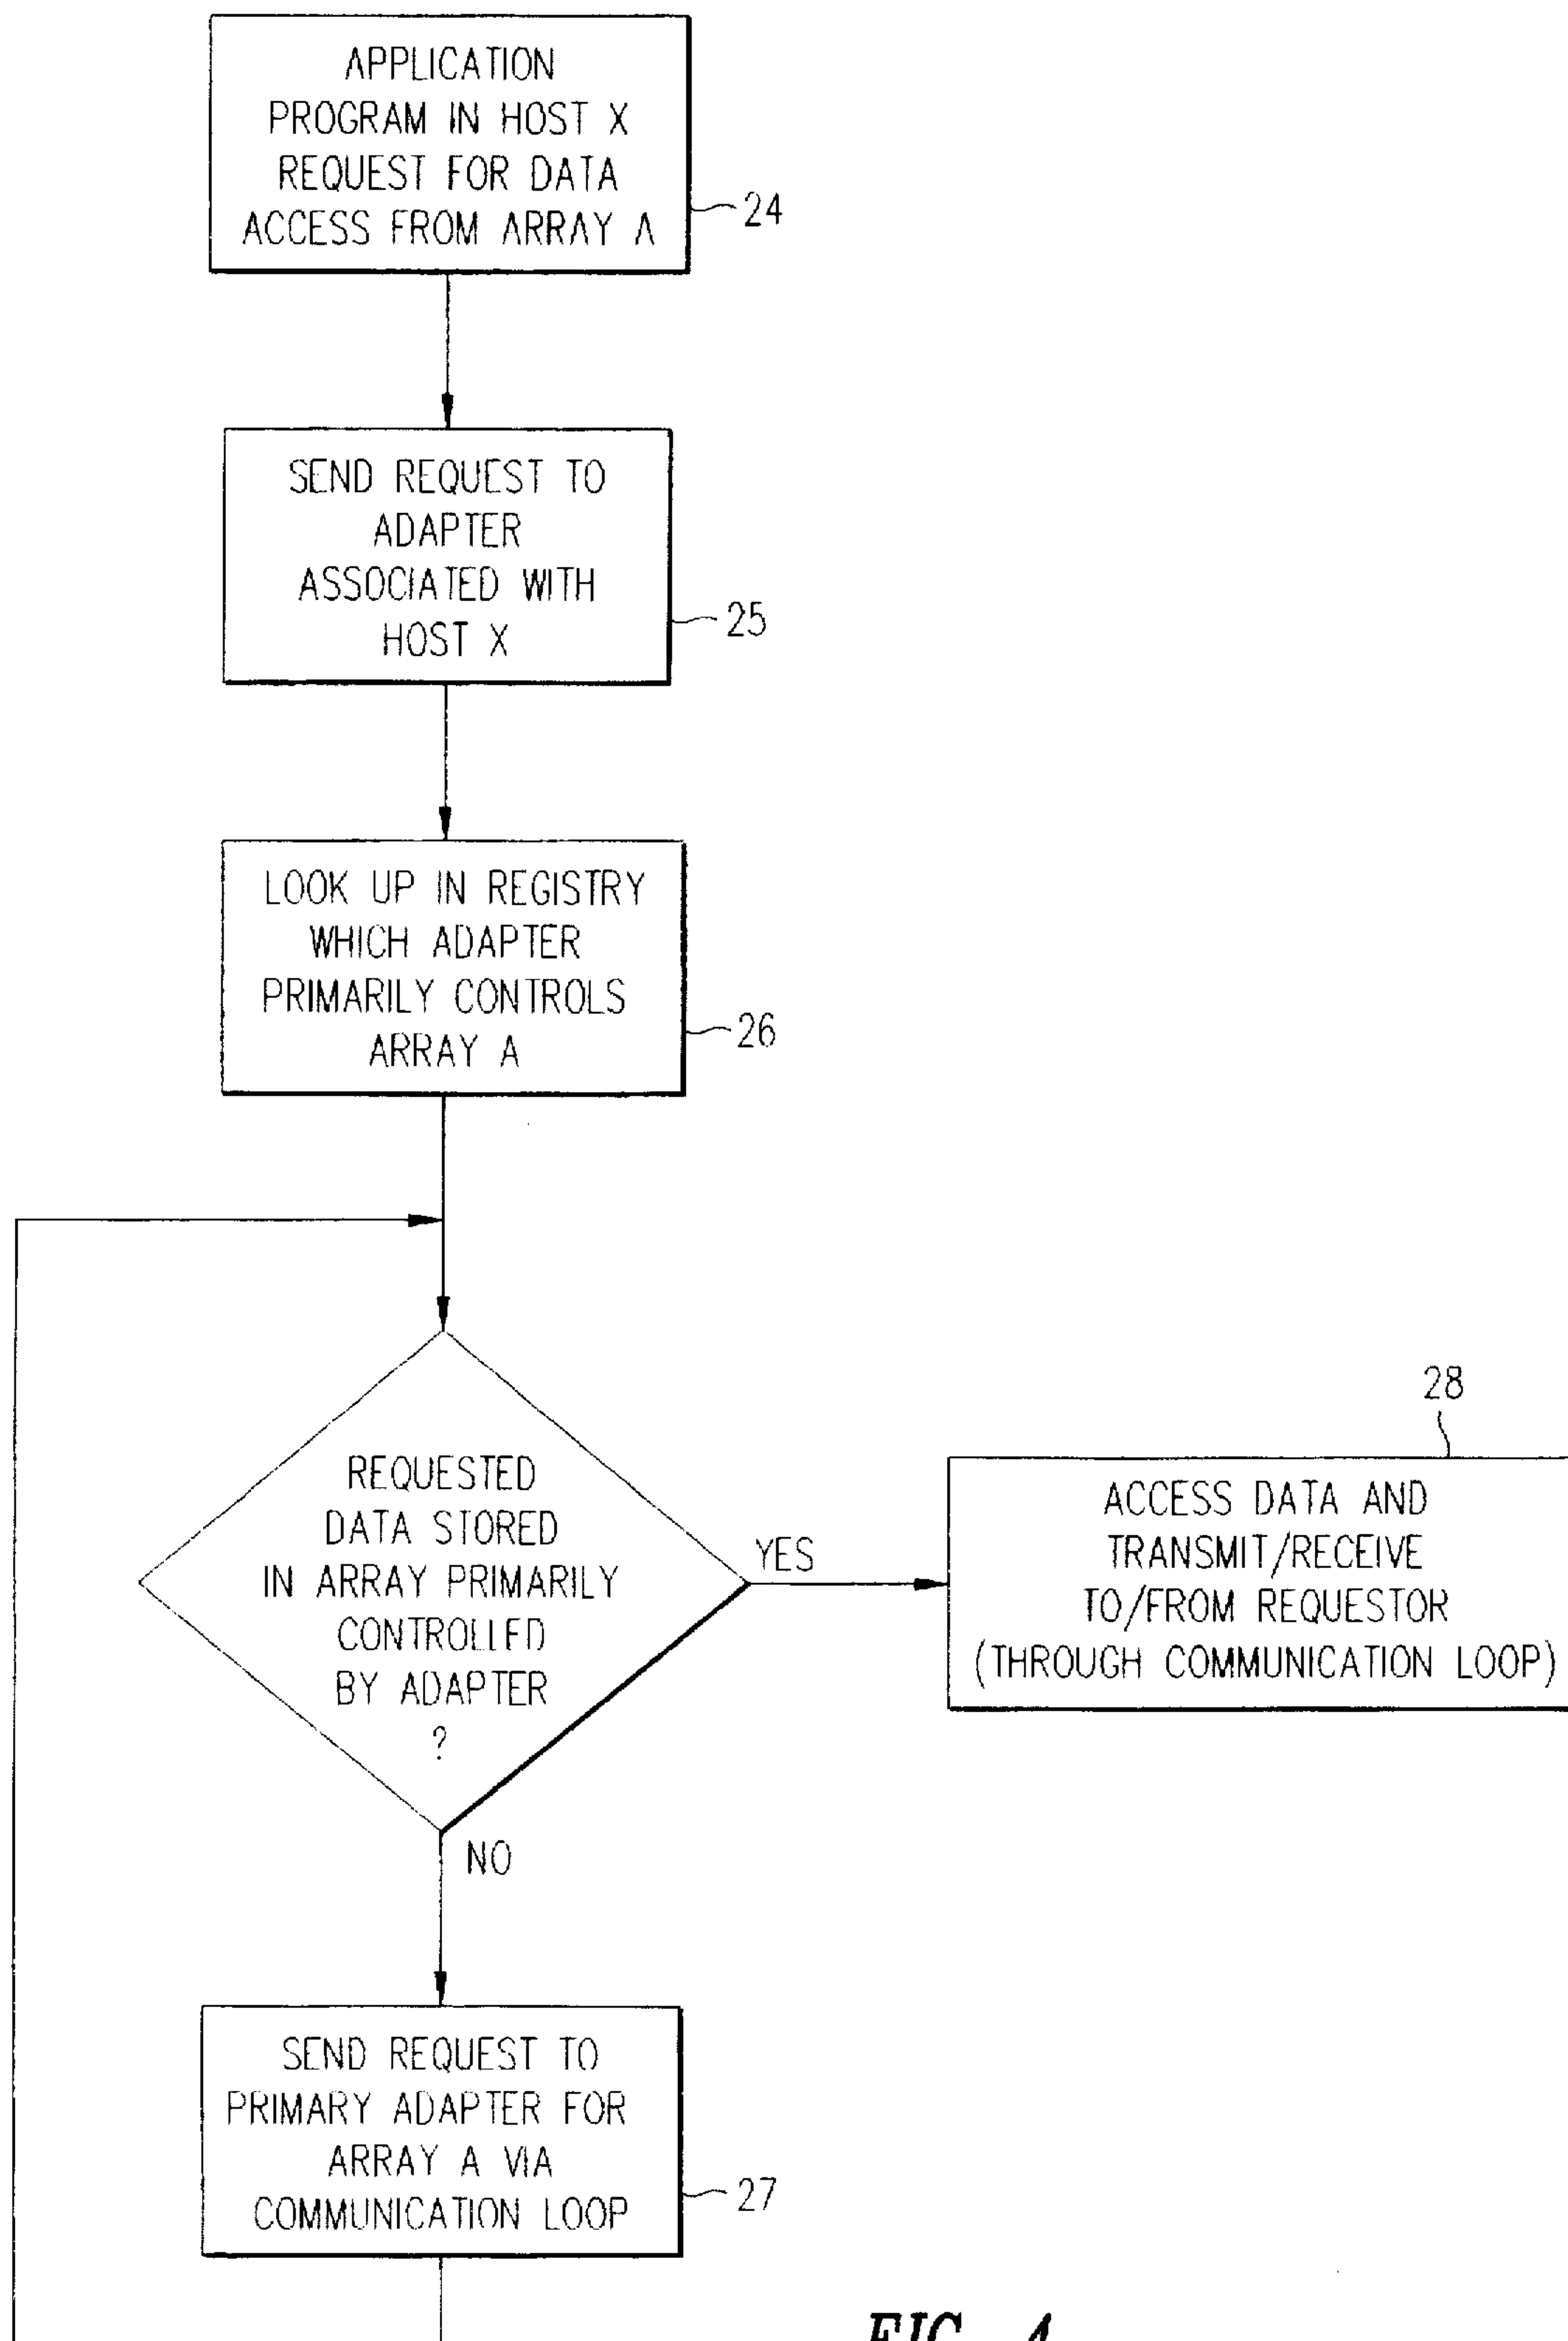 APPLICATION
PROGRAM IN HOST X
REQUEST FOR DATA
ACCESS FROM ARRAY A
24
SEND REQUEST TO
ADAPTER
ASSOCIATED WITH
HOST X
25
LOOK UP IN REGISTRY
WHICH ADAPTER
PRIMARILY CONTROLS
ARRAY A
26
REQUESTED
DATA STORED
IN ARRAY PRIMARILY
CONTROLLED
BY ADAPTER
?
YES
28
ACCESS DATA AND
TRANSMIT/RECEIVE
TO/FROM REQUESTOR
(THROUGH COMMUNICATION LOOP)
NO
SEND REQUEST TO
PRIMARY ADAPTER FOR
ARRAY A VIA
COMMUNICATION LOOP
27
FIG. 4